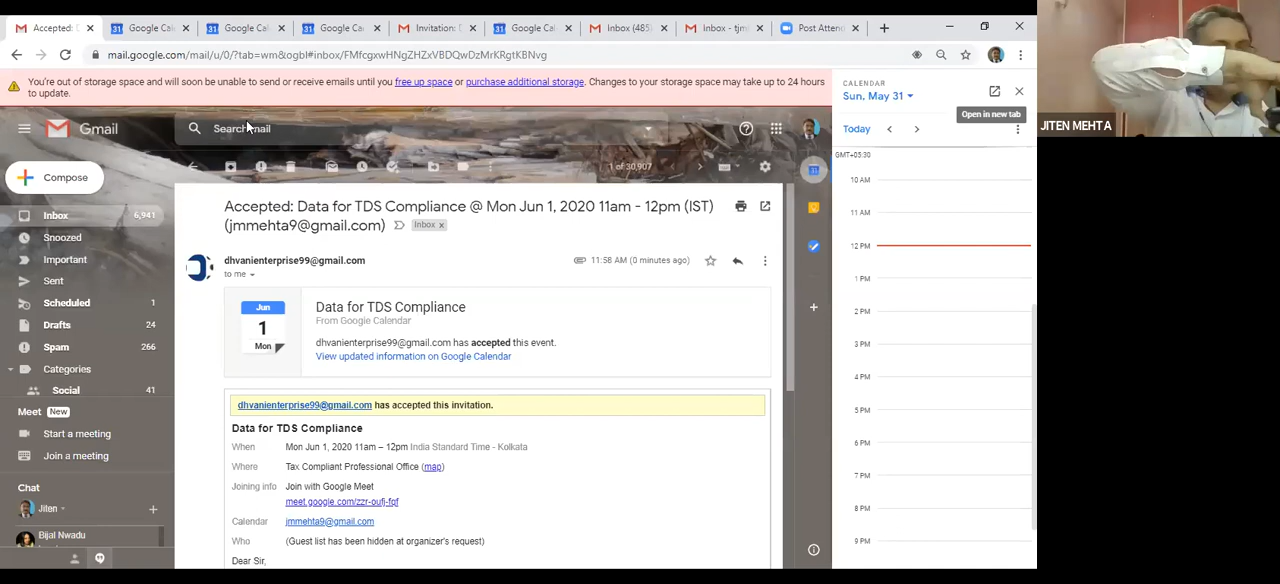 Accepted: D
Google Cal
Google Cal
Google Ca
Invitation: D
Google Cal
Inbox (485)
Inbox - tjm
Post Attend
mail.google.com/mail/u/0/?tab=wm&ogbl#inbox/FMfcgxwHNgZHZxVBDQwDzMrKRgtKBNvg
You're out of storage space and will soon be unable to send or receive emails until you free up space or purchase additional storage. Changes to your storage space may take up to 24 hours
to update.
Gmail
Search mail
1 of 30,907
Compose
Inbox 6,941
Snoozed
Important
Sent
Scheduled 1
Drafts 24
Spam 266
Categories
Social 41
Meet New
Start a meeting
Join a meeting
Chat
Jiten
Bijal Nwadu
Accepted: Data for TDS Compliance @ Mon Jun 1, 2020 11am - 12pm (IST)
(jmmehta9@gmail.com) Inbox x
dhvanienterprise99@gmail.com 11:58 AM (0 minutes ago)
to me
Jun
1
Mon
Data for TDS Compliance
From Google Calendar
dhvanienterprise99@gmail.com has accepted this event.
View updated information on Google Calendar
dhvanienterprise99@gmail.com has accepted this invitation.
Data for TDS Compliance
When Mon Jun 1, 2020 11am – 12pm India Standard Time - Kolkata
Where Tax Compliant Professional Office (map)
Joining info Join with Google Meet
meet.google.com/zzr-oufj-fqf
Calendar jmmehta9@gmail.com
Who (Guest list has been hidden at organizer's request)
Dear Sir,
CALENDAR
Sun, May 31
Open in new tab
Today
GMT+05:30
10 AM
11 AM
12 PM
1 PM
2 PM
3 PM
4 PM
5 PM
6 PM
7 PM
8 PM
9 PM
JITEN MEHTA